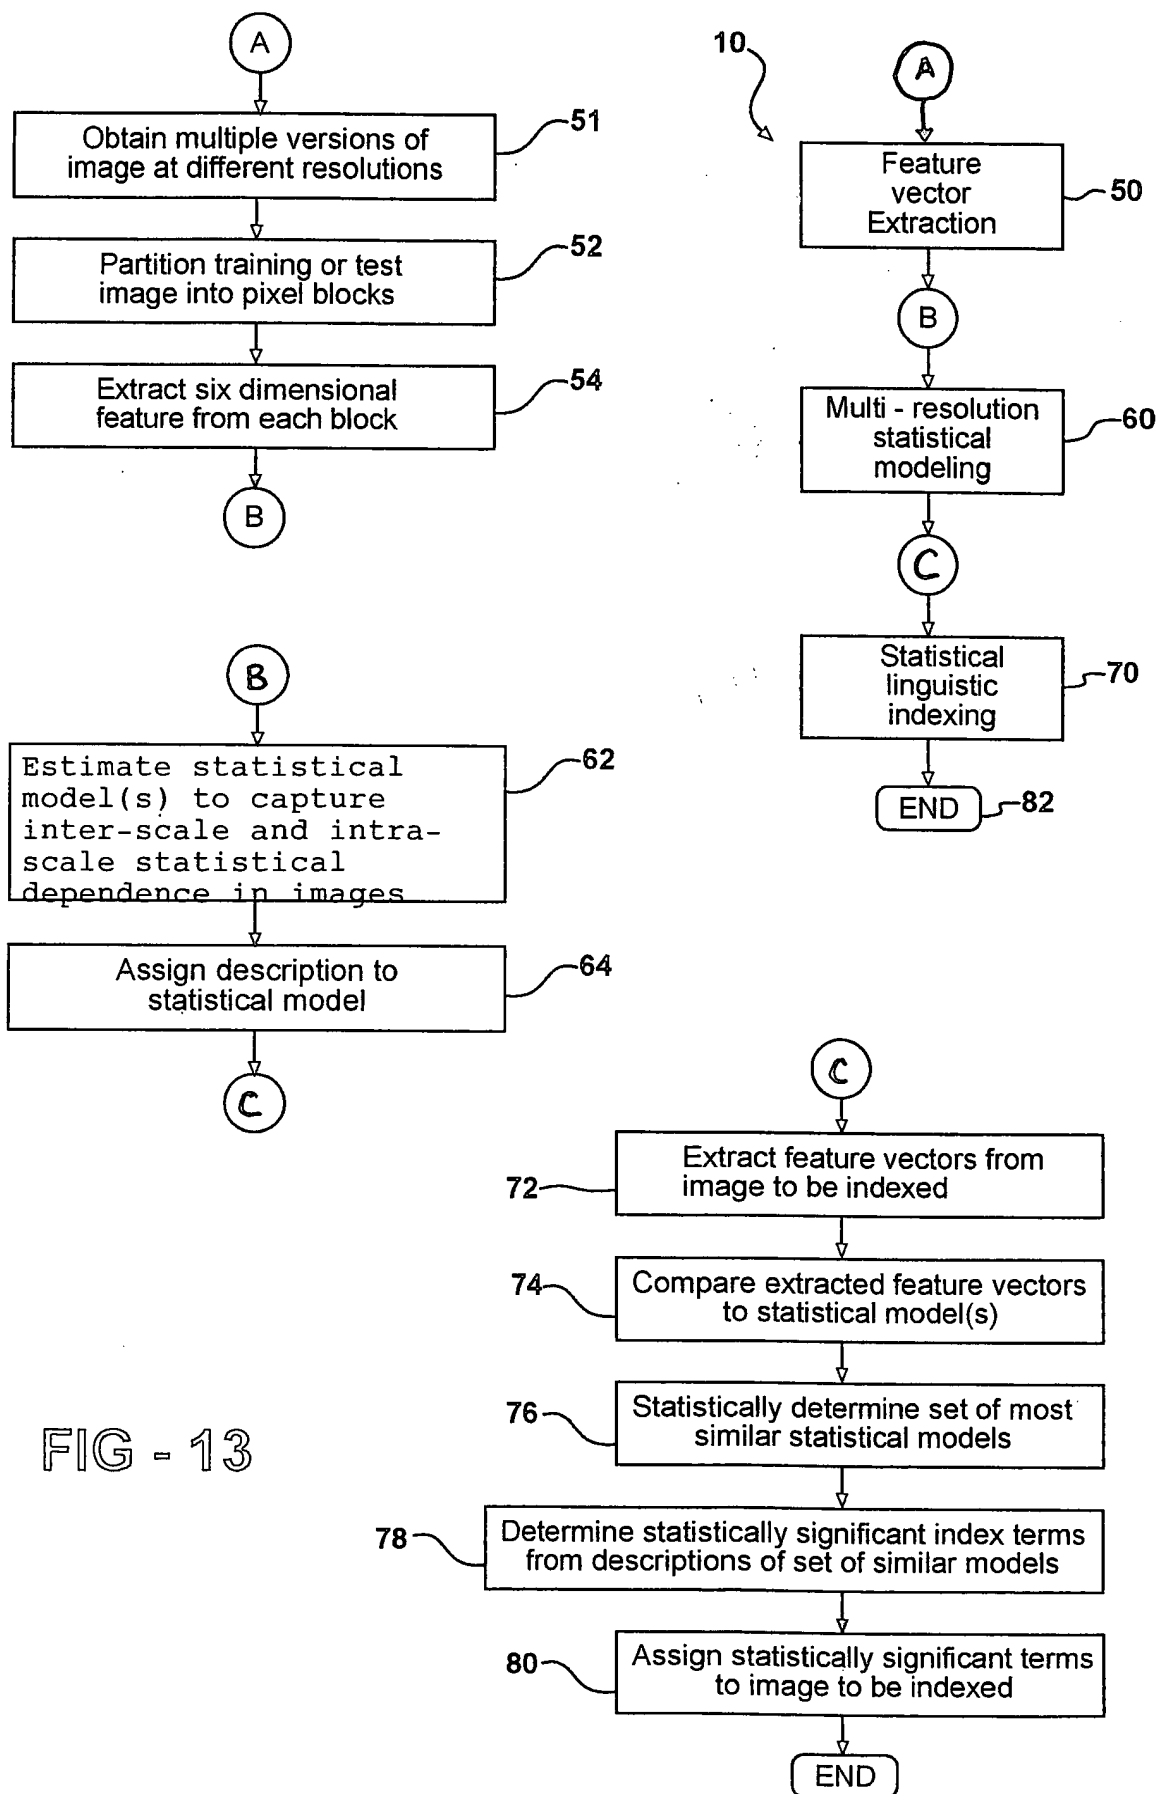 A
51
Obtain multiple versions of
image at different resolutions
52
Partition training or test
image into pixel blocks
54
Extract six dimensional
feature from each block
B
10
A
Feature
vector
Extraction
50
B
Multi - resolution
statistical
modeling
60
C
Statistical
linguistic
indexing
70
END
82
B
62
Estimate statistical
model(s) to capture
inter-scale and intra-
scale statistical
dependence in images
64
Assign description to
statistical model
C
C
72
Extract feature vectors from
image to be indexed
74
Compare extracted feature vectors
to statistical model(s)
76
Statistically determine set of most
similar statistical models
78
Determine statistically significant index terms
from descriptions of set of similar models
80
Assign statistically significant terms
to image to be indexed
END
FIG - 13